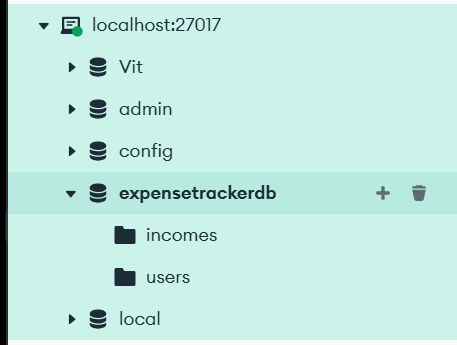 localhost:27017
Vit
admin
config
expensetrackerdb
incomes
users
local